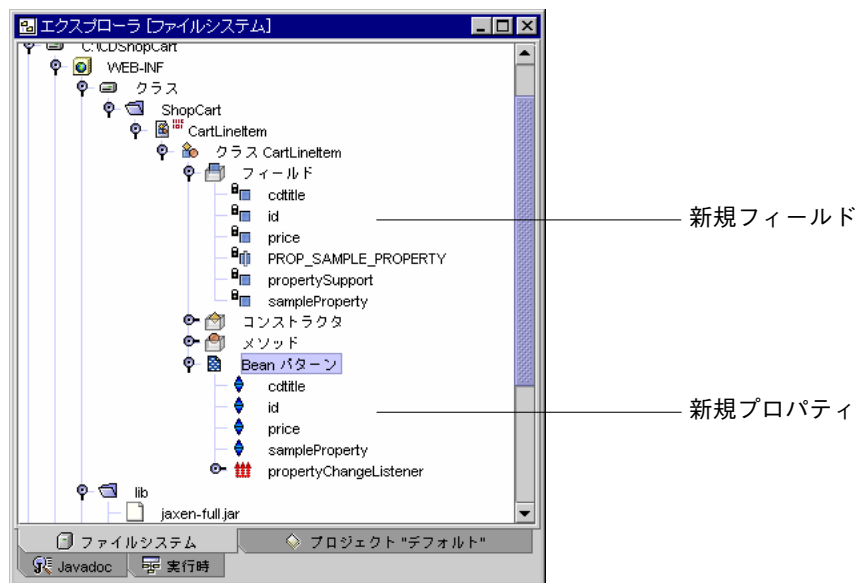 エクスプローラ [ファイルシステム]
C:\CDShopCart
WEB-INF
クラス
ShopCart
CartLineItem
クラス CartLineItem
フィールド
cdtitle
id
新規フィールド
price
PROP_SAMPLE_PROPERTY
propertySupport
sampleProperty
コンストラクタ
メソッド
Bean パターン
cdtitle
id
新規プロパティ
price
sampleProperty
propertyChangeListener
lib
jaxen-full.jar
ファイルシステム
プロジェクト "デフォルト"
Javadoc
実行時